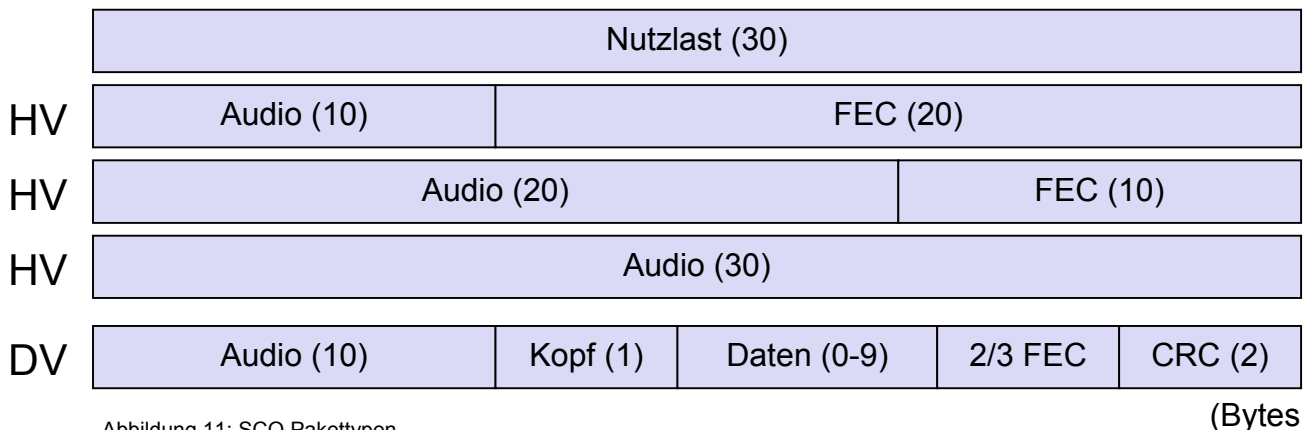 Nutzlast (30)
HV Audio (10) FEC (20)
HV Audio (20) FEC (10)
HV Audio (30)
DV Audio (10) Kopf (1) Daten (0-9) 2/3 FEC CRC (2)
(Bytes
Abbildung 11: SCO Pakettypen